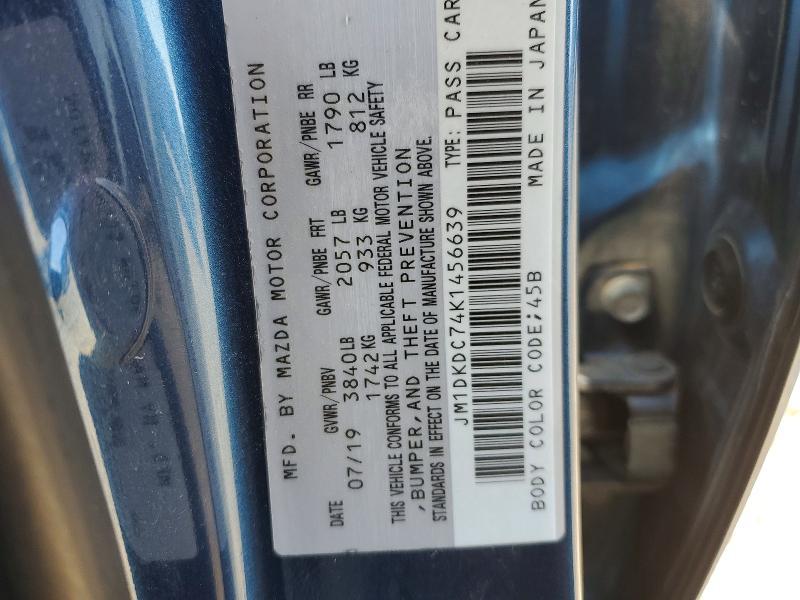 MFD. BY MAZDA MOTOR CORPORATION
GVWR/PNBV GAWR/PNBE FRT GAWR/PNBE RR
DATE 07/19 3840LB 2057 LB 1790 LB
1742KG 933 KG 812 KG
THIS VEHICLE CONFORMS TO ALL APPLICABLE FEDERAL MOTOR VEHICLE SAFETY
,BUMPER,AND THEFT PREVENTION
STANDARDS IN EFFECT ON THE DATE OF MANUFACTURE SHOWN ABOVE.
JM1DKDC74K1456639 TYPE: PASS CAR
BODY COLOR CODE;45B MADE IN JAPAN